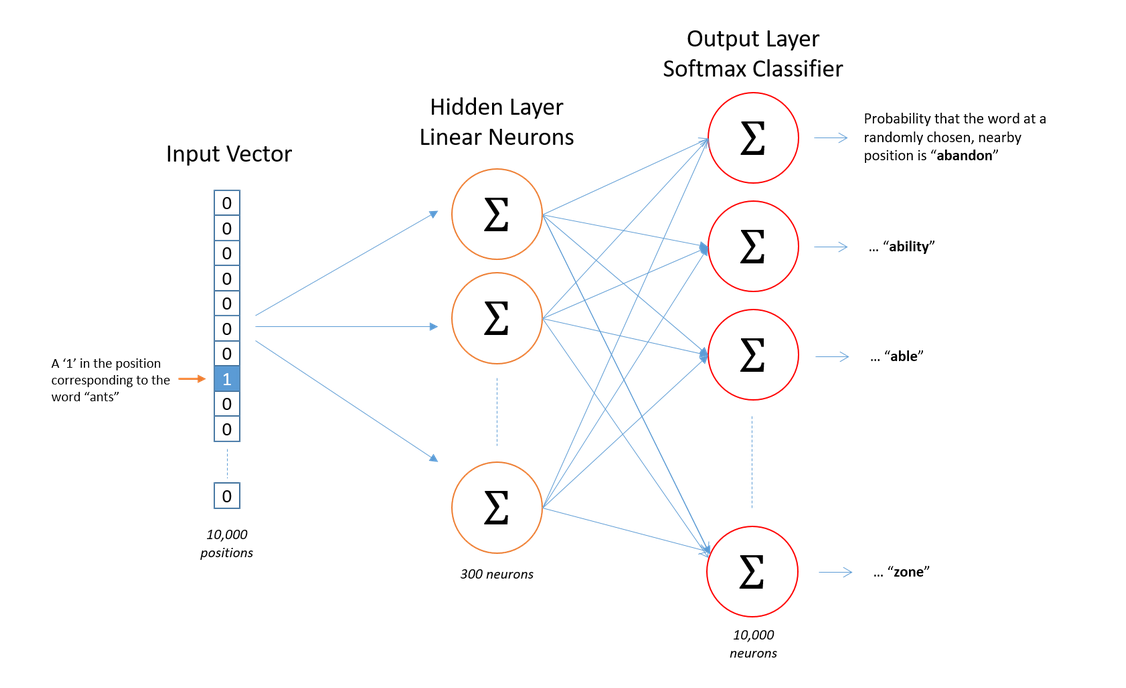 Output Layer
Softmax Classifier
Hidden Layer
Linear Neurons
Input Vector
0
0
0
0
0
0
0
1
0
0
0
A ‘1’ in the position
corresponding to the
word “ants”
10,000
positions
Σ
Σ
Σ
300 neurons
Σ
Σ
Σ
Σ
10,000
neurons
Probability that the word at a
randomly chosen, nearby
position is “abandon”
... “ability”
... “able”
... “zone”